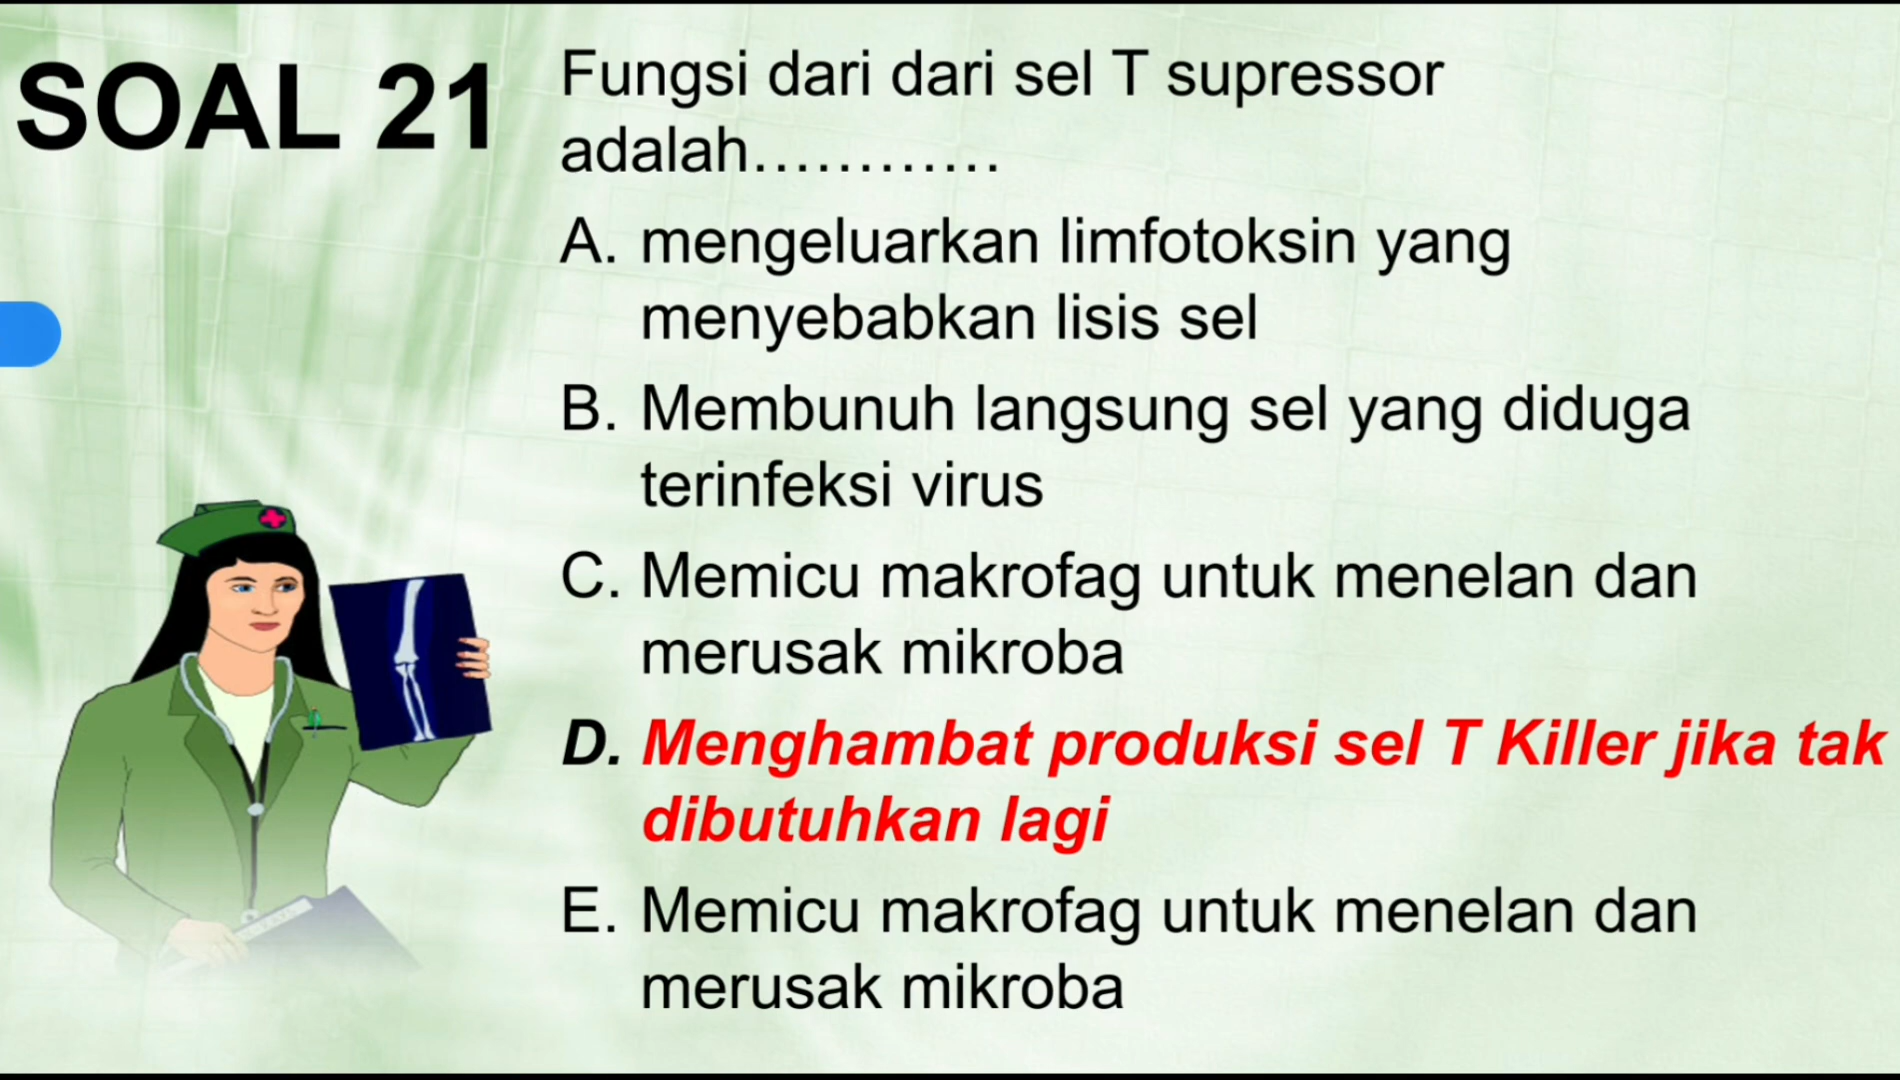 SOAL 21
Fungsi dari dari sel T supressor
adalah............
A. mengeluarkan limfotoksin yang
menyebabkan lisis sel
B. Membunuh langsung sel yang diduga
terinfeksi virus
C. Memicu makrofag untuk menelan dan
merusak mikroba
D. Menghambat produksi sel T Killer jika tak
dibutuhkan lagi
E. Memicu makrofag untuk menelan dan
merusak mikroba